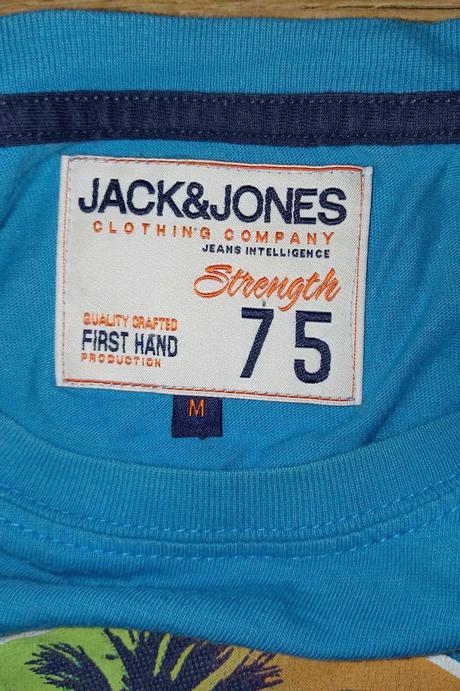 JACK&JONES
CLOTHING COMPANY
JEANS INTELLIGENCE
Strength
75
QUALITY CRAFTED
FIRST HAND
PRODUCTION
M